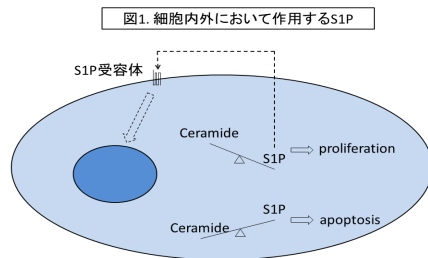 図1. 細胞内外において作用するS1P
S1P受容体
Ceramide
S1P
proliferation
S1P
Ceramide
apoptosis